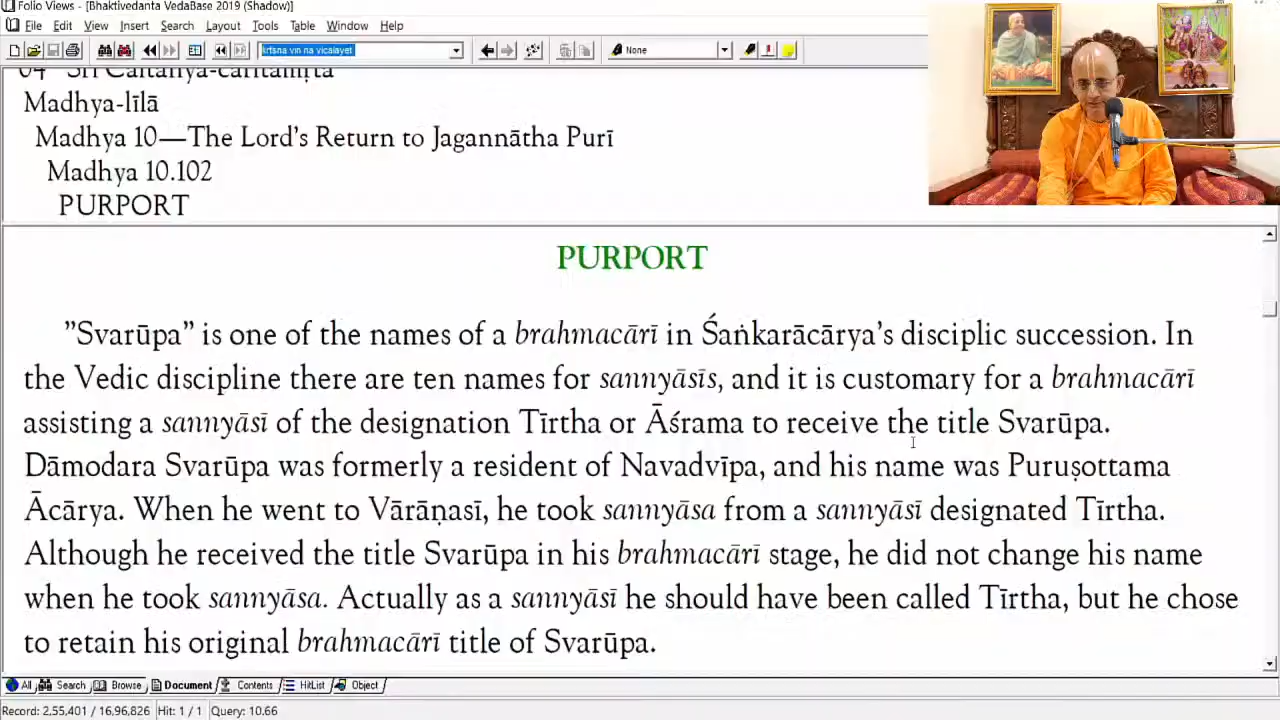 Folio Views - [Bhaktivedanta VedaBase 2019 (Shadow)]
File Edit View Insert Search Layout Tools Table Window Help
kṛtsna vin na vicalayet None
04 Śrī Caitanya-caritāmṛta
Madhya-līlā
Madhya 10—The Lord's Return to Jagannātha Purī
Madhya 10.102
PURPORT
PURPORT
"Svarūpa" is one of the names of a brahmacārī in Śaṅkarācārya's disciplic succession. In
the Vedic discipline there are ten names for sannyāsīs, and it is customary for a brahmacārī
assisting a sannyāsī of the designation Tīrtha or Āśrama to receive the title Svarūpa.
Dāmodara Svarūpa was formerly a resident of Navadvīpa, and his name was Puruṣottama
Ācārya. When he went to Vārāṇasī, he took sannyāsa from a sannyāsī designated Tīrtha.
Although he received the title Svarūpa in his brahmacārī stage, he did not change his name
when he took sannyāsa. Actually as a sannyāsī he should have been called Tīrtha, but he chose
to retain his original brahmacārī title of Svarūpa.
All Search Browse Document Contents HitList Object
Record: 2,55,401 / 16,96,826 Hit: 1 / 1 Query: 10.66